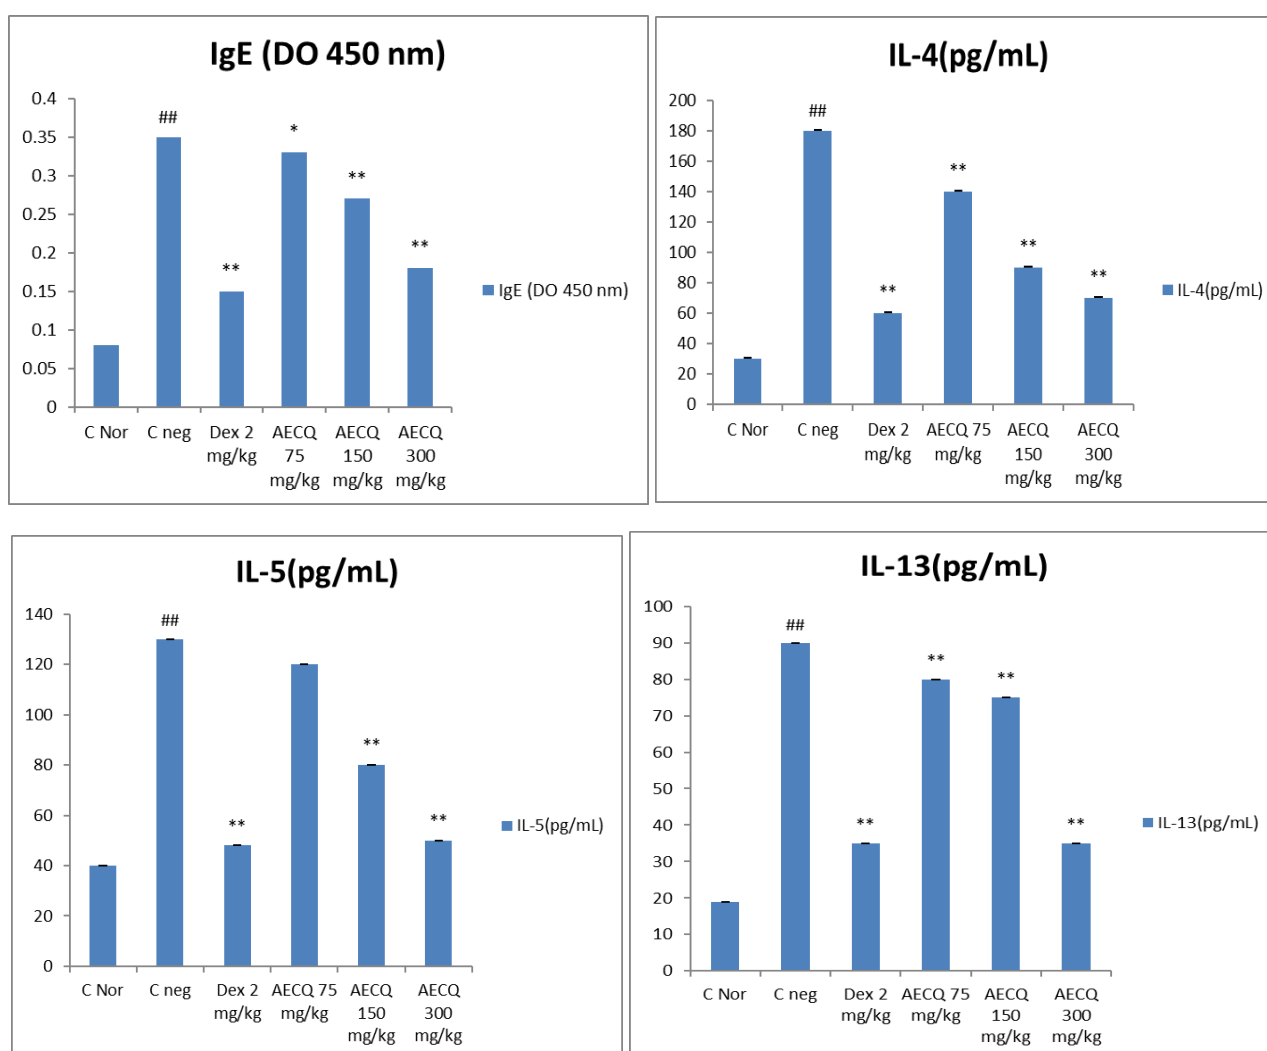 IgE (DO 450 nm)
0.4
0.35
0.3
0.25
0.2
0.15
0.1
0.05
0
##
**
*
**
**
C Nor
C neg
Dex 2
mg/kg
AECQ
75
mg/kg
AECQ
150
mg/kg
AECQ
300
mg/kg
IgE (DO 450 nm)
IL-4(pg/mL)
200
180
160
140
120
100
80
60
40
20
0
##
**
**
**
**
C Nor
C neg
Dex 2
mg/kg
AECQ 75
mg/kg
AECQ
150
mg/kg
AECQ
300
mg/kg
IL-4(pg/mL)
IL-5(pg/mL)
140
120
100
80
60
40
20
0
##
**
**
**
C Nor
C neg
Dex 2
mg/kg
AECQ 75
mg/kg
AECQ
150
mg/kg
AECQ
300
mg/kg
IL-5(pg/mL)
IL-13(pg/mL)
100
90
80
70
60
50
40
30
20
10
0
##
**
**
**
**
C Nor
C neg
Dex 2
mg/kg
AECQ 75
mg/kg
AECQ
150
mg/kg
AECQ
300
mg/kg
IL-13(pg/mL)